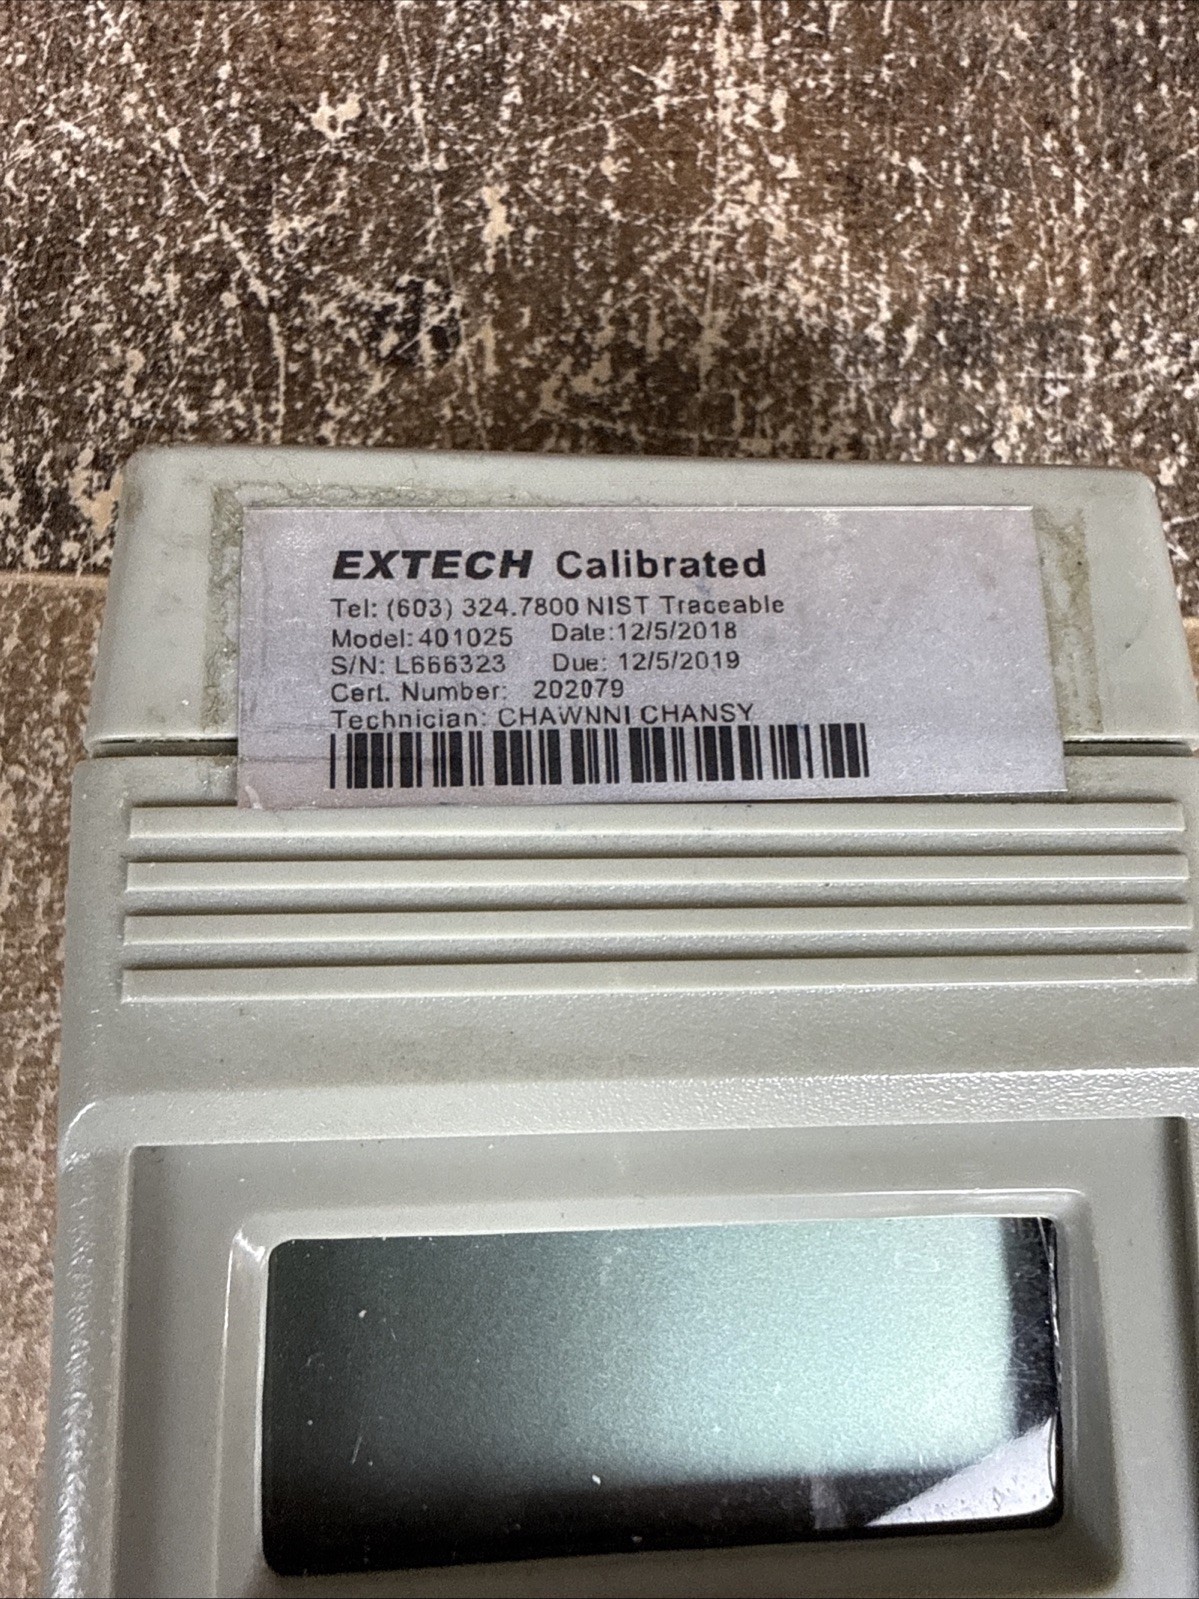 EXTECH Calibrated
Tel: (603) 324.7800 NIST Traceable
Model: 401025 Date:12/5/2018
S/N: L666323 Due: 12/5/2019
Cert. Number: 202079
Technician: CHAWNNI CHANSY